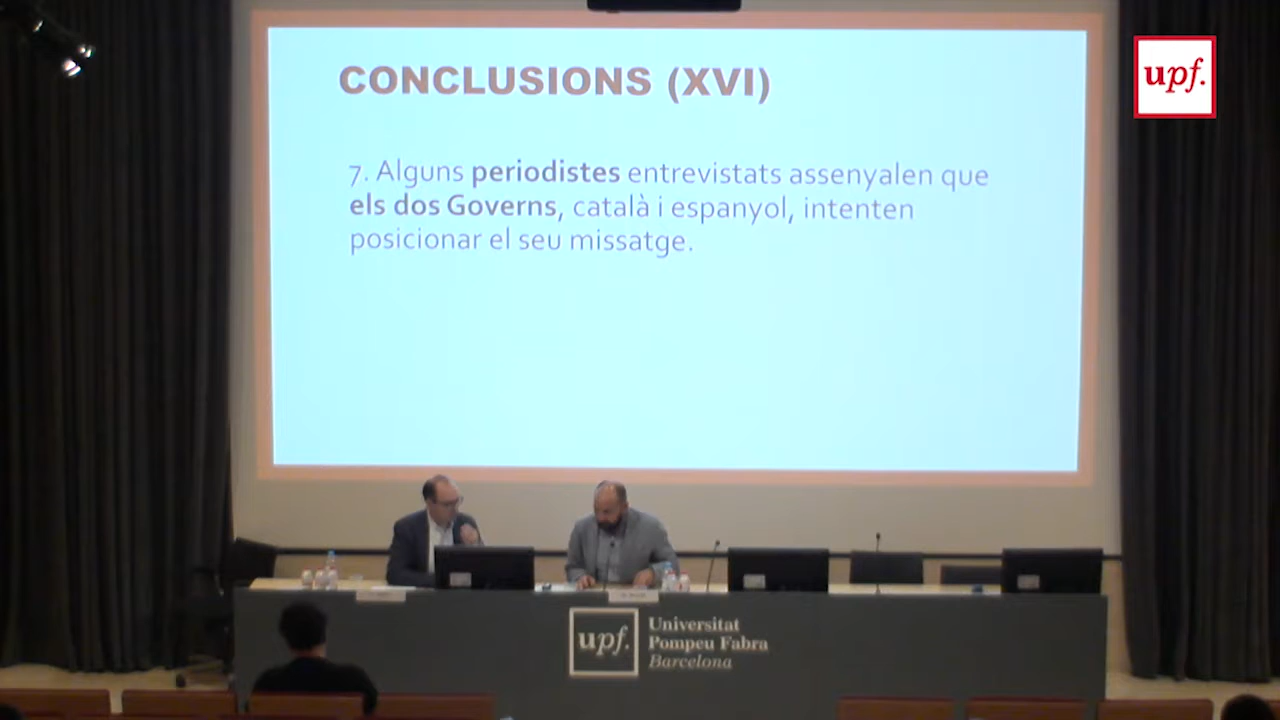 CONCLUSIONS (XVI)
7. Alguns periodistes entrevistats assenyalen que
els dos Governs, català i espanyol, intenten
posicionar el seu missatge.
upf.
upf.
Universitat
Pompeu Fabra
Barcelona